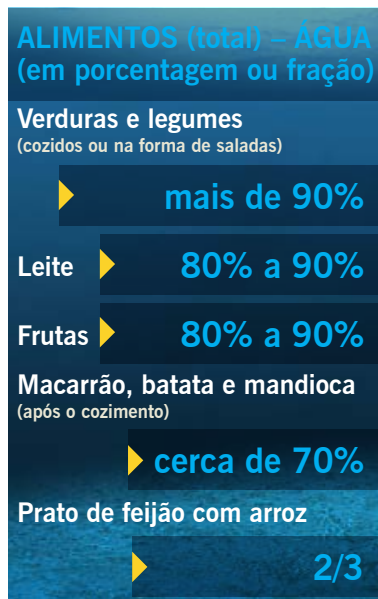 ALIMENTOS (total) – ÁGUA
(em porcentagem ou fração)
Verduras e legumes
(cozidos ou na forma de saladas)
mais de 90%
Leite 80% a 90%
Frutas 80% a 90%
Macarrão, batata e mandioca
(após o cozimento)
cerca de 70%
Prato de feijão com arroz
2/3